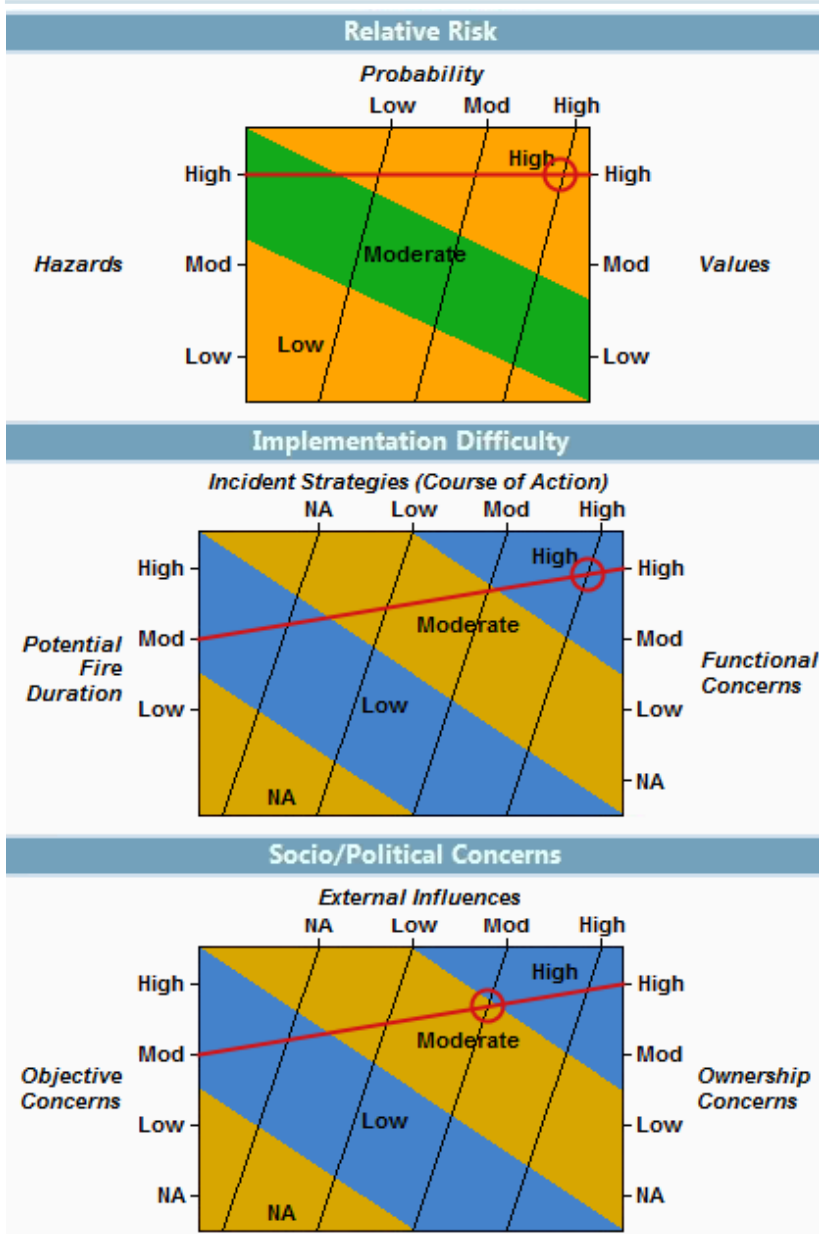 Relative Risk
Probability
Low Mod High
High High High
Hazards Mod Moderate Mod Values
Low
Low Low
Implementation Difficulty
Incident Strategies (Course of Action)
NA Low Mod High
High High High
Moderate
Potential Mod Mod
Fire Functional
Duration Concerns
Low Low Low
NA
NA
Socio/Political Concerns
External Influences
NA Low Mod High
High High High
Moderate
Mod Mod
Objective Ownership
Concerns Concerns
Low Low Low
NA NA
NA